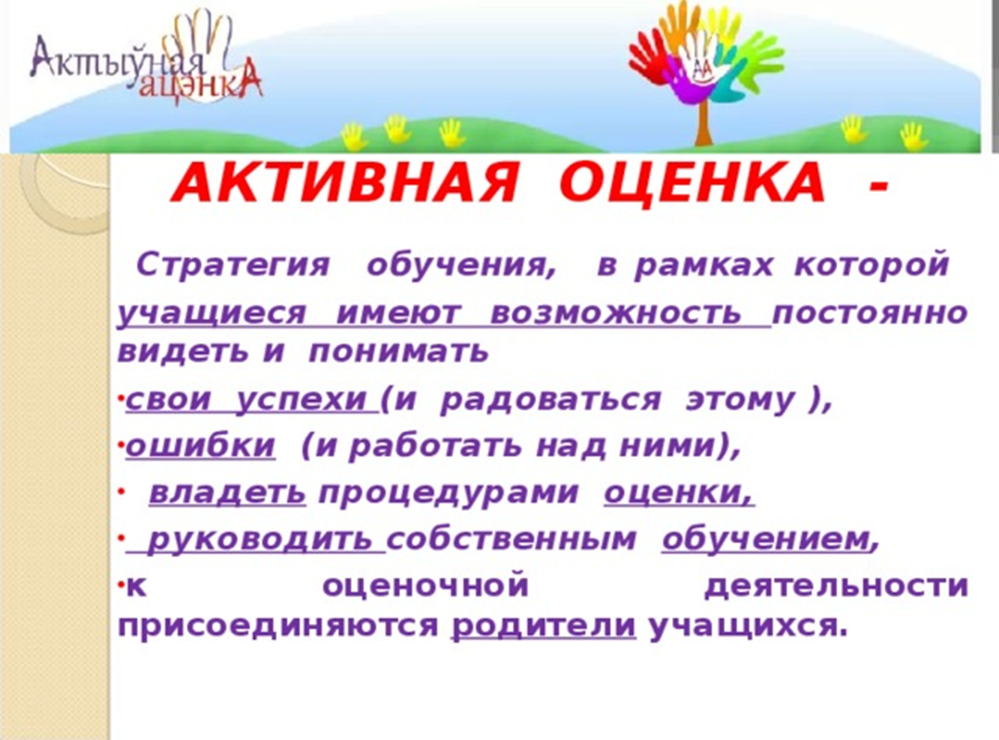 Актыўная
ацэнкА
АА
АКТИВНАЯ ОЦЕНКА -
Стратегия обучения, в рамках которой
учащиеся имеют возможность постоянно
видеть и понимать
•свои успехи (и радоваться этому ),
•ошибки (и работать над ними),
• владеть процедурами оценки,
• руководить собственным обучением,
•к оценочной деятельности
присоединяются родители учащихся.